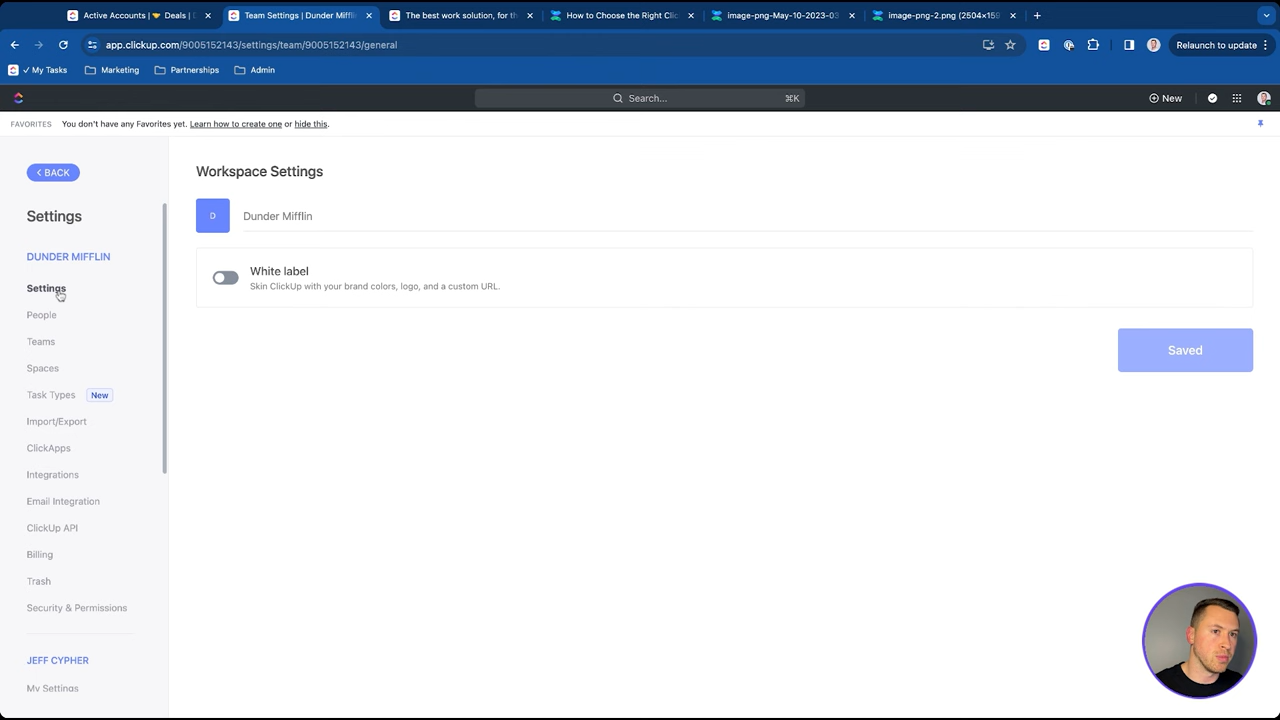 Active Accounts | 🤝 Deals |
Team Settings | Dunder Miffli
The best work solution, for th
How to Choose the Right Clic
image-png-May-10-2023-03
image-png-2.png (2504×159
app.clickup.com/9005152143/settings/team/9005152143/general
Relaunch to update
✓ My Tasks
Marketing
Partnerships
Admin
Search...
⌘K
New
FAVORITES
You don't have any Favorites yet. Learn how to create one or hide this.
BACK
Settings
DUNDER MIFFLIN
Settings
People
Teams
Spaces
Task Types New
Import/Export
ClickApps
Integrations
Email Integration
ClickUp API
Billing
Trash
Security & Permissions
JEFF CYPHER
My Settings
Workspace Settings
D
Dunder Mifflin
White label
Skin ClickUp with your brand colors, logo, and a custom URL.
Saved